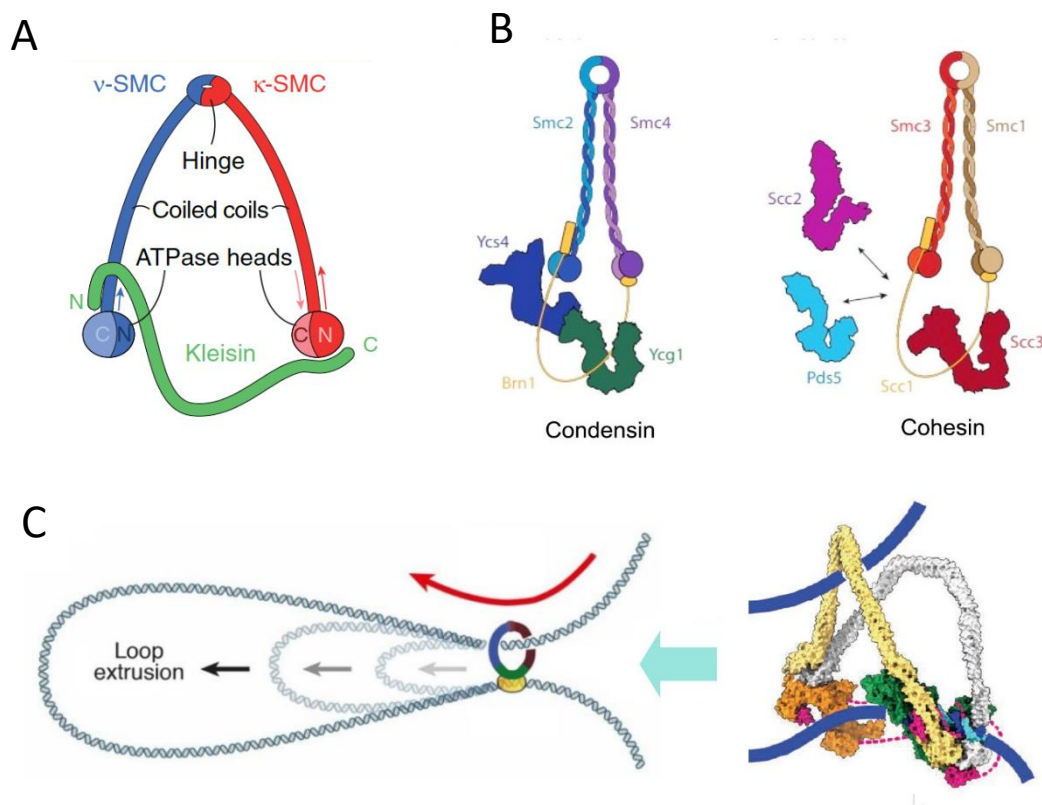 A
ν-SMC
κ-SMC
Hinge
Coiled coils
ATPase heads
N
C N
C N
Kleisin
C
B
Smc2
Smc4
Ycs4
Brn1
Ycg1
Condensin
Smc3
Smc1
Scc2
Pds5
Scc1
Scc3
Cohesin
C
Loop
extrusion